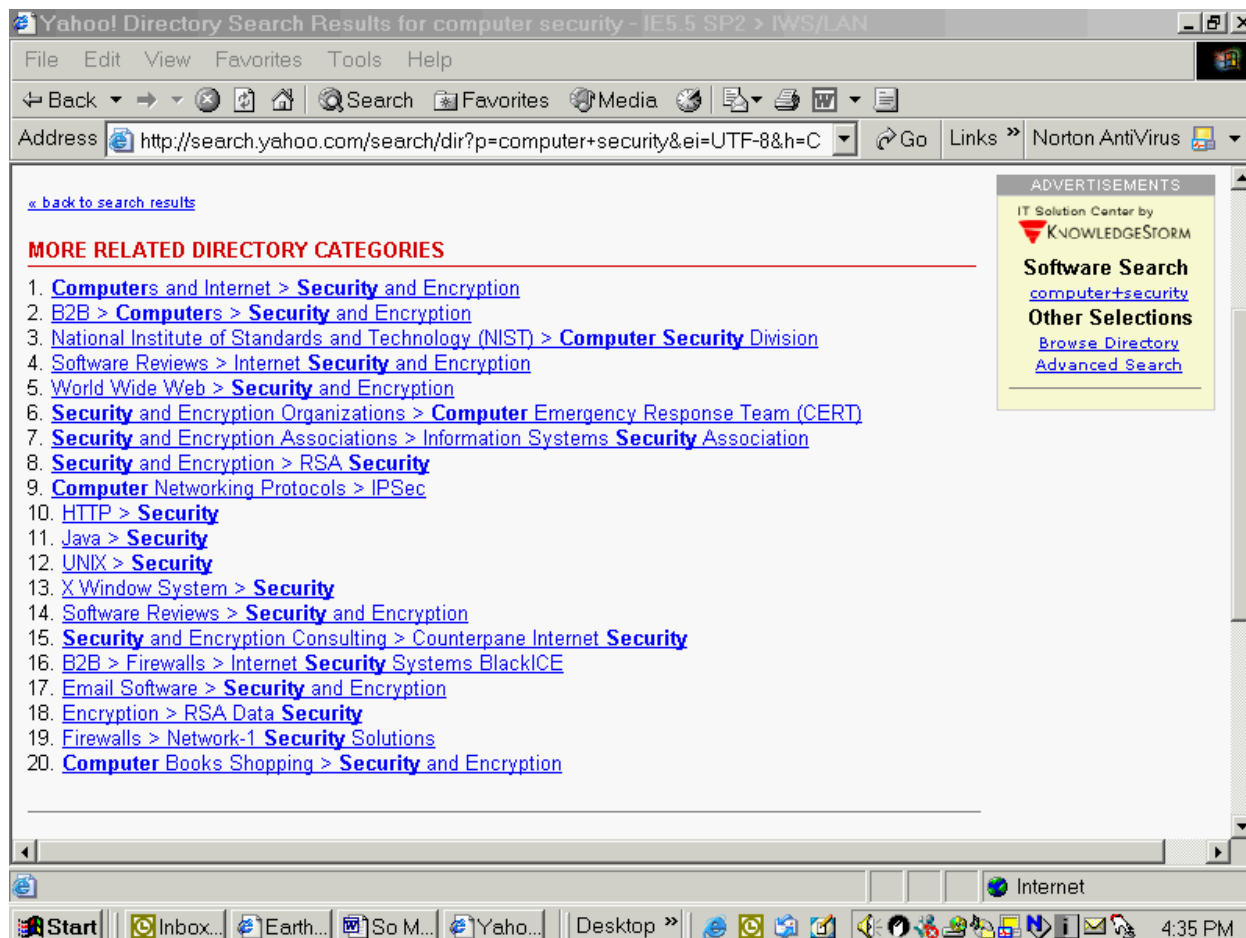 Yahoo! Directory Search Results for computer security - IE5.5 SP2 > IWS/LAN
File Edit View Favorites Tools Help
Back Search Favorites Media
Address http://search.yahoo.com/search/dir?p=computer+security&ei=UTF-8&h=C Go Links » Norton AntiVirus
« back to search results
MORE RELATED DIRECTORY CATEGORIES
1. Computers and Internet > Security and Encryption
2. B2B > Computers > Security and Encryption
3. National Institute of Standards and Technology (NIST) > Computer Security Division
4. Software Reviews > Internet Security and Encryption
5. World Wide Web > Security and Encryption
6. Security and Encryption Organizations > Computer Emergency Response Team (CERT)
7. Security and Encryption Associations > Information Systems Security Association
8. Security and Encryption > RSA Security
9. Computer Networking Protocols > IPSec
10. HTTP > Security
11. Java > Security
12. UNIX > Security
13. X Window System > Security
14. Software Reviews > Security and Encryption
15. Security and Encryption Consulting > Counterpane Internet Security
16. B2B > Firewalls > Internet Security Systems BlackICE
17. Email Software > Security and Encryption
18. Encryption > RSA Data Security
19. Firewalls > Network-1 Security Solutions
20. Computer Books Shopping > Security and Encryption
ADVERTISEMENTS
IT Solution Center by
KNOWLEDGESTORM
Software Search
computer+security
Other Selections
Browse Directory
Advanced Search
Internet
Start Inbox... Earth... So M... Yaho... Desktop » 4:35 PM